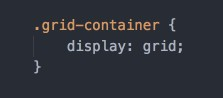 .grid-container {
    display: grid;
}